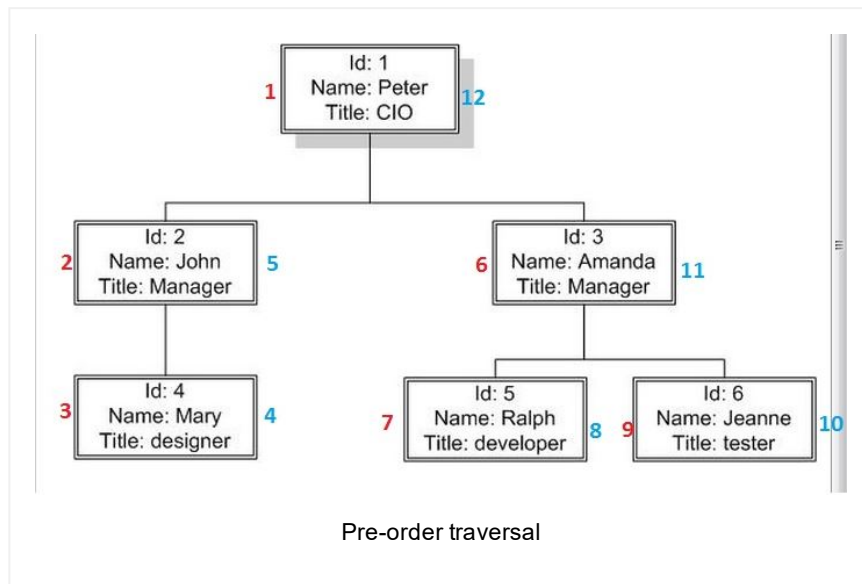 Id: 1
1 Name: Peter 12
Title: CIO
Id: 2
2 Name: John 5
Title: Manager
Id: 3
6 Name: Amanda 11
Title: Manager
Id: 4
3 Name: Mary 4
Title: designer
Id: 5
7 Name: Ralph 8
Title: developer
Id: 6
9 Name: Jeanne 10
Title: tester
Pre-order traversal